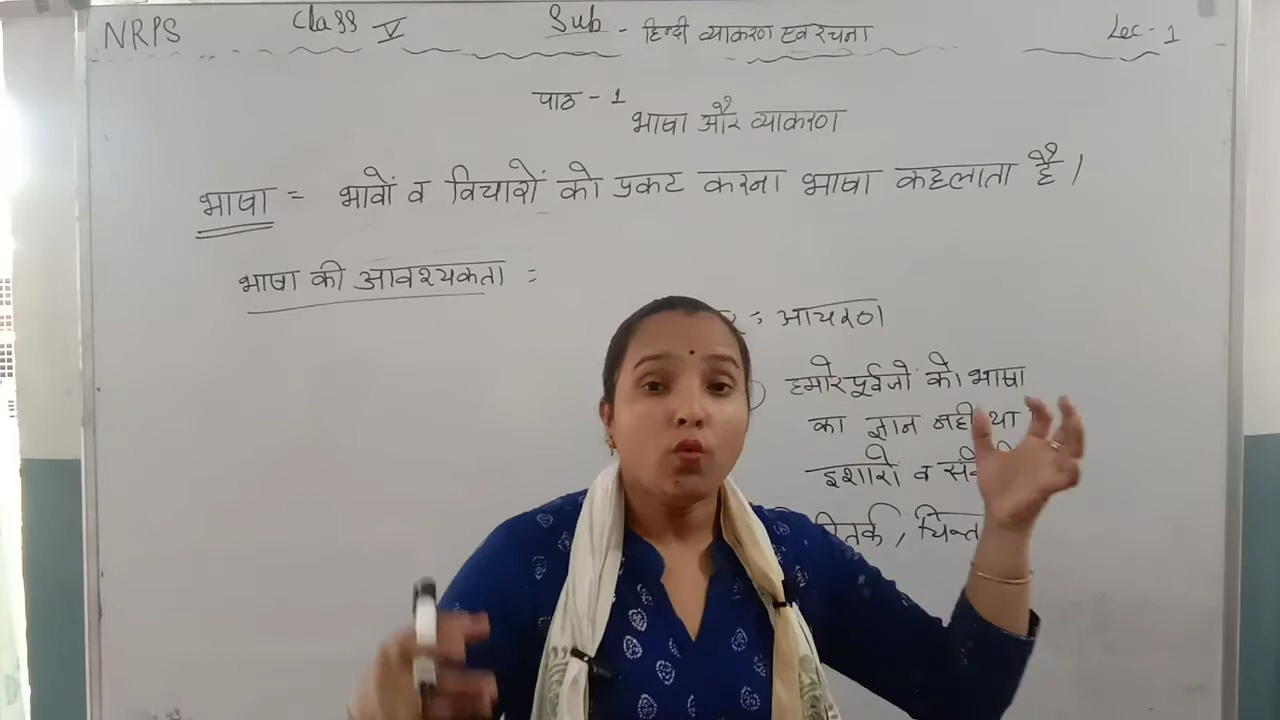 NRPS Class V Sub - हिन्दी व्याकरण एवं रचना Lec - 1
पाठ - 1
भाषा और व्याकरण
भाषा = भावों व विचारों को प्रकट करना भाषा कहलाता है।
भाषा की आवश्यकता =
आचरण
हमारे पूर्वजों को भाषा
का ज्ञान नहीं था
इशारों व